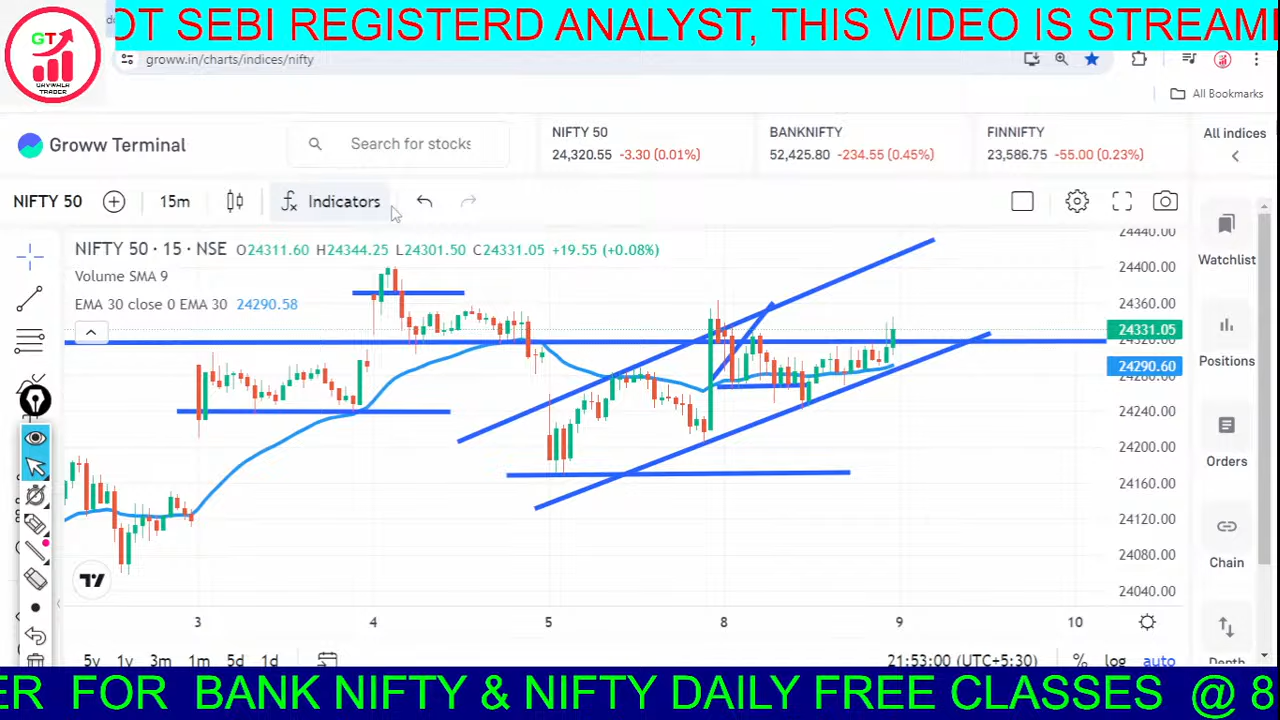 OT SEBI REGISTERD ANALYST, THIS VIDEO IS STREAM
GT
TRADER
groww.in/charts/indices/nifty
All Bookmarks
Groww Terminal
Search for stocks
NIFTY 50
24,320.55 -3.30 (0.01%)
BANKNIFTY
52,425.80 -234.55 (0.45%)
FINNIFTY
23,586.75 -55.00 (0.23%)
All indices
NIFTY 50
15m
Indicators
NIFTY 50 · 15 · NSE O24311.60 H24344.25 L24301.50 C24331.05 +19.55 (+0.08%)
Volume SMA 9
EMA 30 close 0 EMA 30 24290.58
24440.00
24400.00
24360.00
24331.05
24320.00
24290.60
24280.00
24240.00
24200.00
24160.00
24120.00
24080.00
24040.00
Watchlist
Positions
Orders
Chain
Depth
3 4 5 8 9 10
5y 1y 3m 1m 5d 1d
21:53:00 (UTC+5:30) % log auto
ER FOR BANK NIFTY & NIFTY DAILY FREE CLASSES @ 8